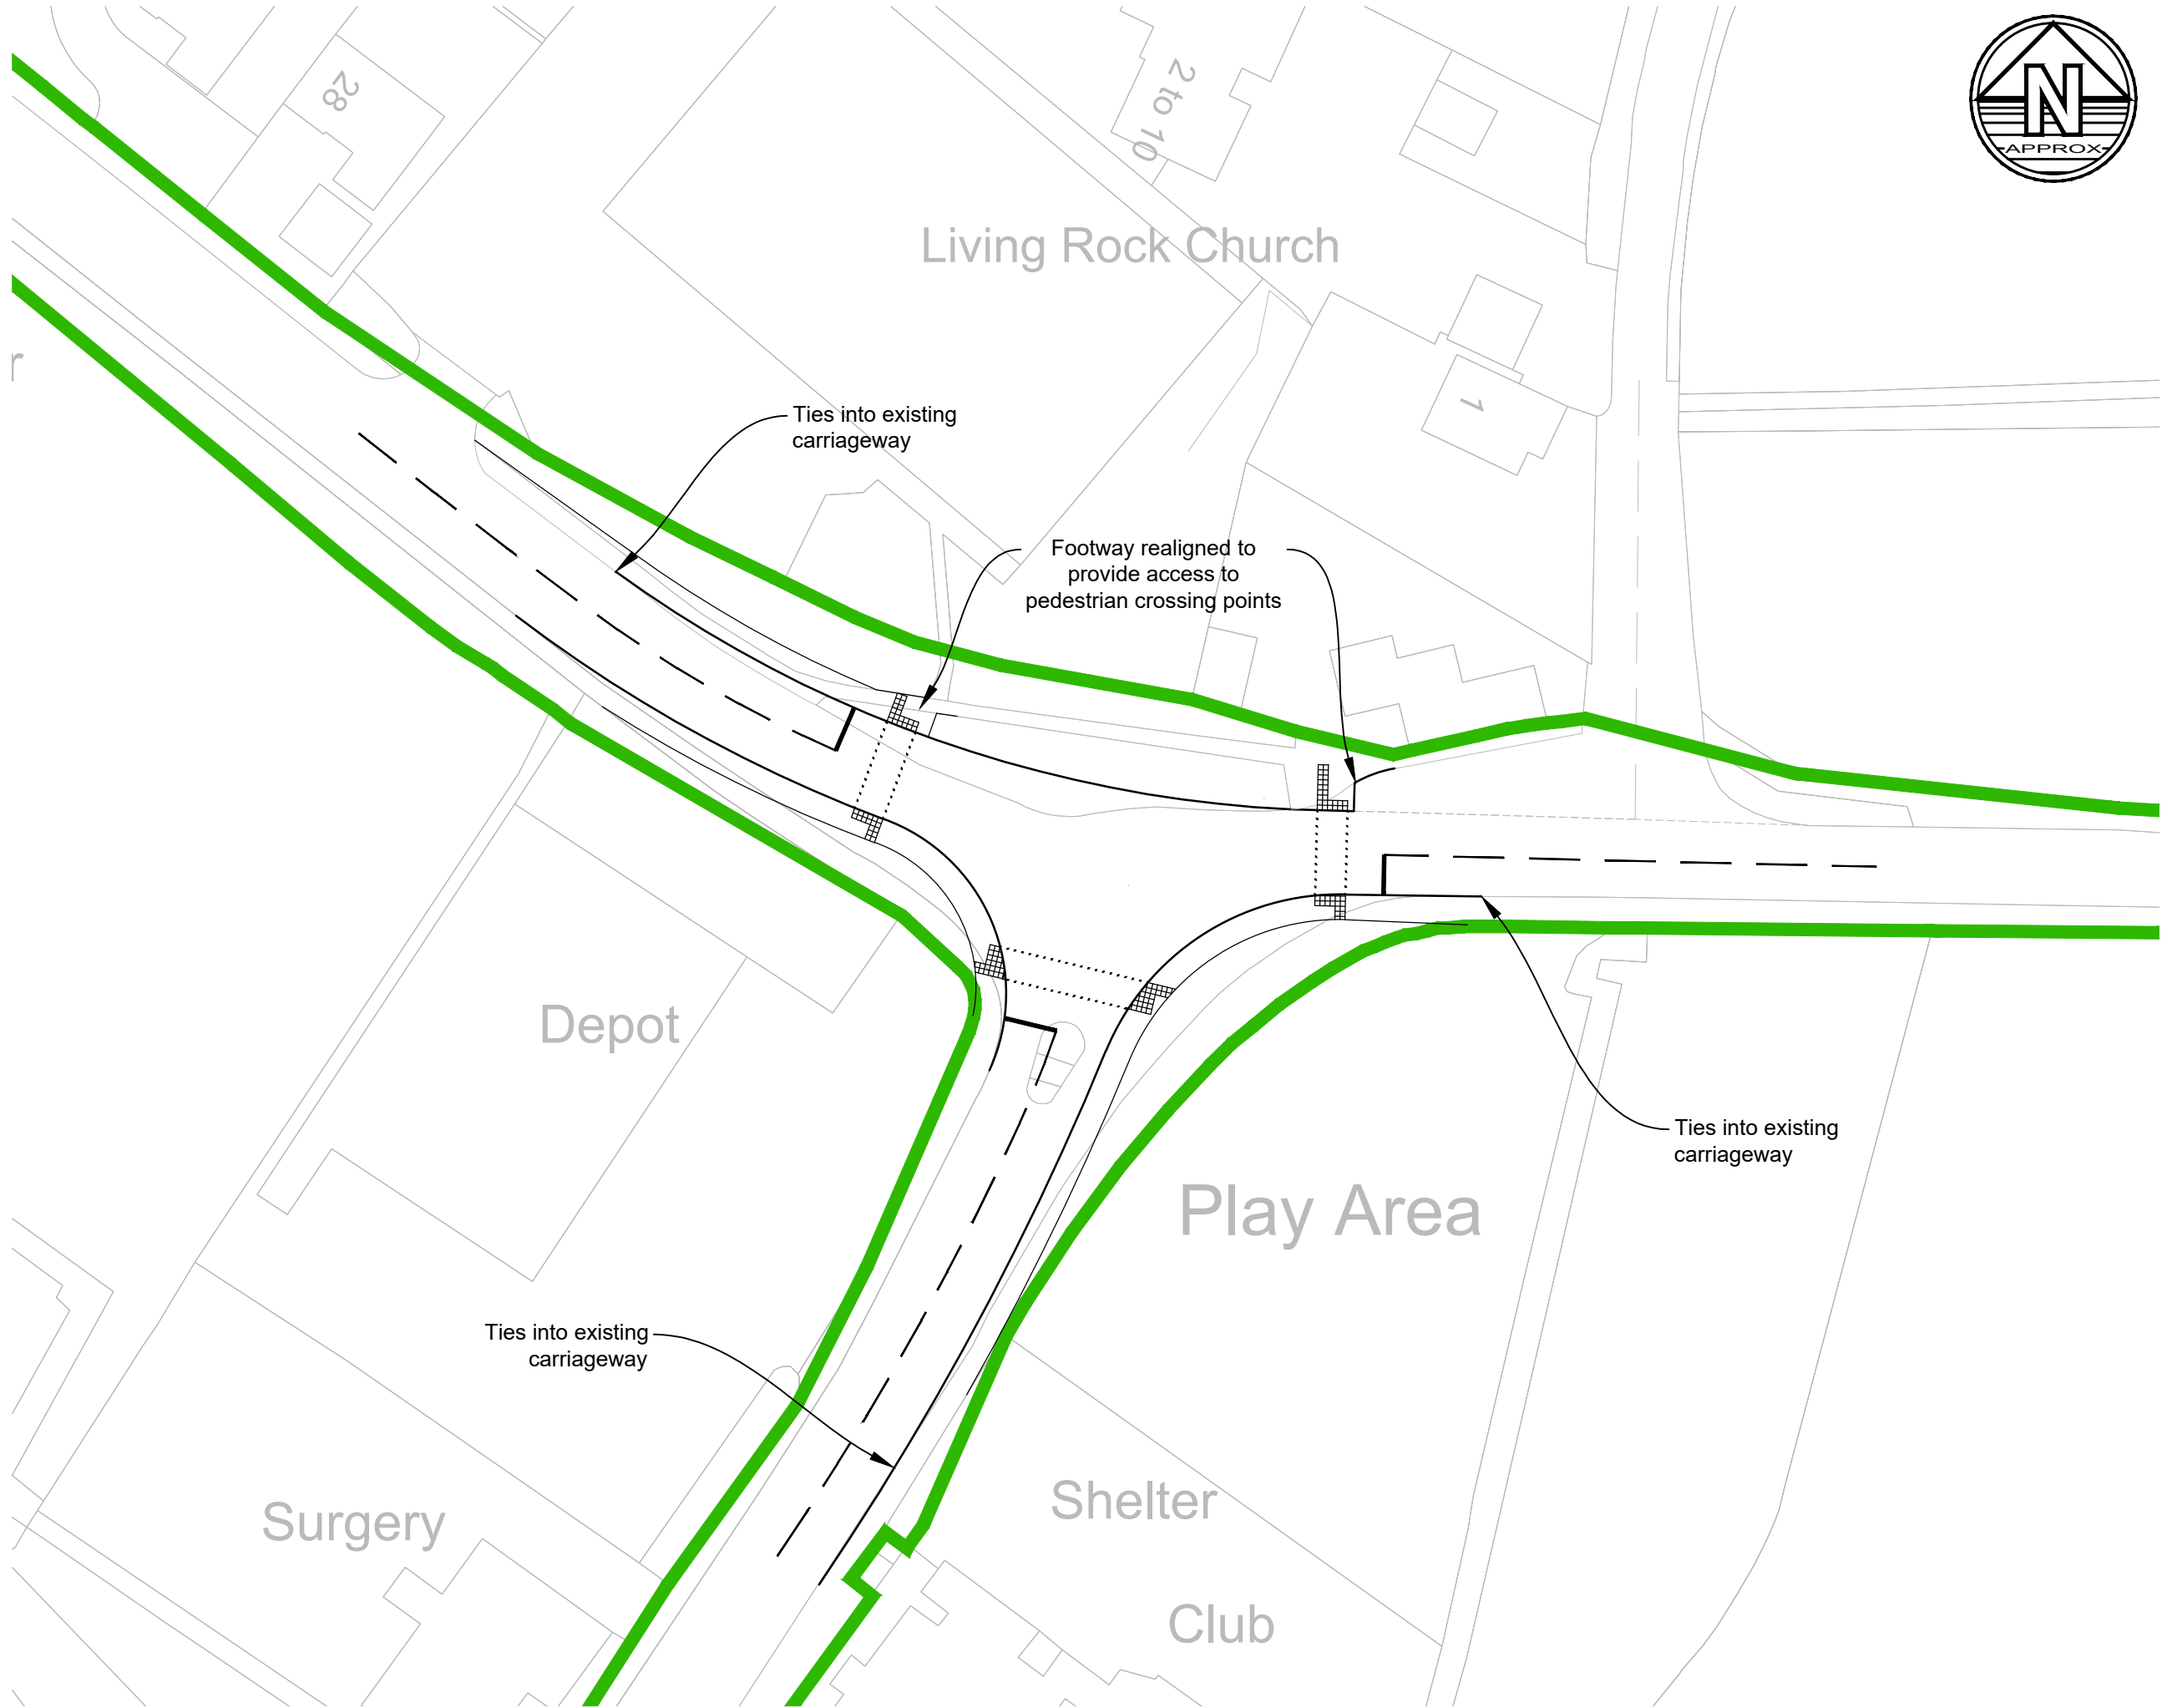 N
APPROX
28
2 to 10
Living Rock Church
r
1
Ties into existing
carriageway
Footway realigned to
provide access to
pedestrian crossing points
Depot
Ties into existing
carriageway
Play Area
Ties into existing
carriageway
Surgery
Shelter
Club